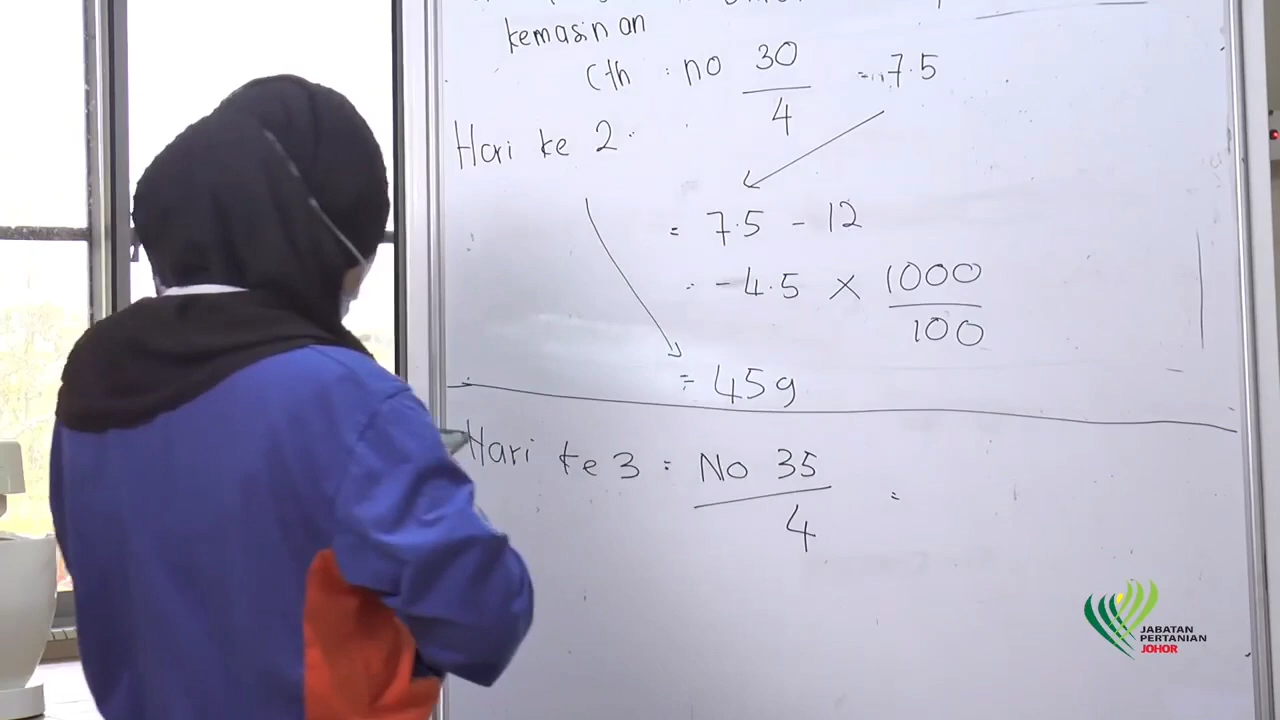 kemasinan
Cth : no 30/4 = 7.5
Hari ke 2
= 7.5 - 12
= -4.5 × 1000/100
= 45g
Hari ke 3 = No 35/4 =
JABATAN
PERTANIAN
JOHOR